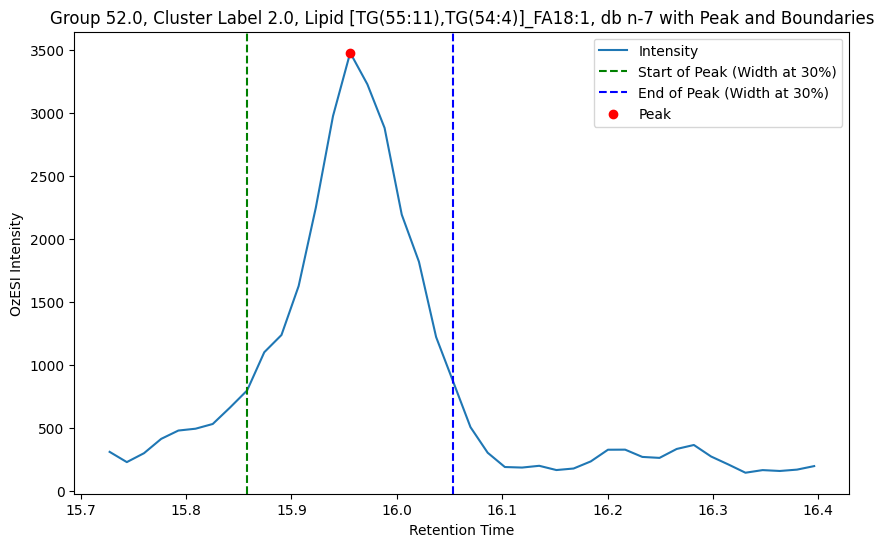 Group 52.0, Cluster Label 2.0, Lipid [TG(55:11),TG(54:4)]_FA18:1, db n-7 with Peak and Boundaries
Intensity
Start of Peak (Width at 30%)
End of Peak (Width at 30%)
Peak
OzESI Intensity
3500
3000
2500
2000
1500
1000
500
0
15.7 15.8 15.9 16.0 16.1 16.2 16.3 16.4
Retention Time